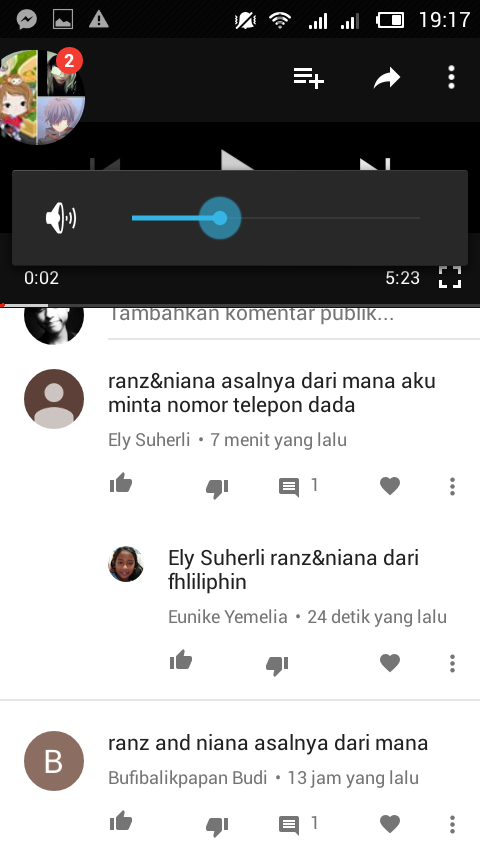 19:17
2
0:02
5:23
Tambahkan komentar publik...
ranz&niana asalnya dari mana aku
minta nomor telepon dada
Ely Suherli • 7 menit yang lalu
1
Ely Suherli ranz&niana dari
fhliliphin
Eunike Yemelia • 24 detik yang lalu
B
ranz and niana asalnya dari mana
Bufibalikpapan Budi • 13 jam yang lalu
1